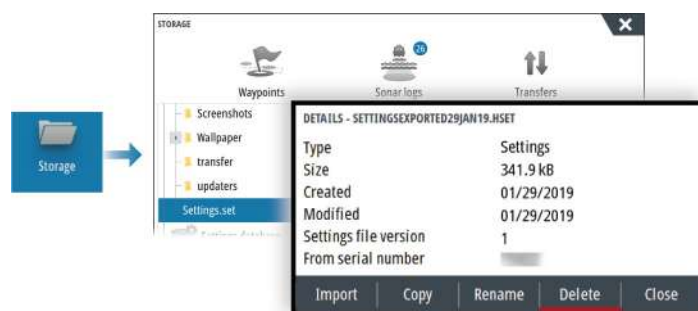 STORAGE
26
Waypoints
Sonar logs
Transfers
Storage
Screenshots
Wallpaper
transfer
updaters
Settings.set
Settings database
DETAILS - SETTINGSEXPORTED29JAN19.HSET
Type Settings
Size 341.9 kB
Created 01/29/2019
Modified 01/29/2019
Settings file version 1
From serial number
Import Copy Rename Delete Close